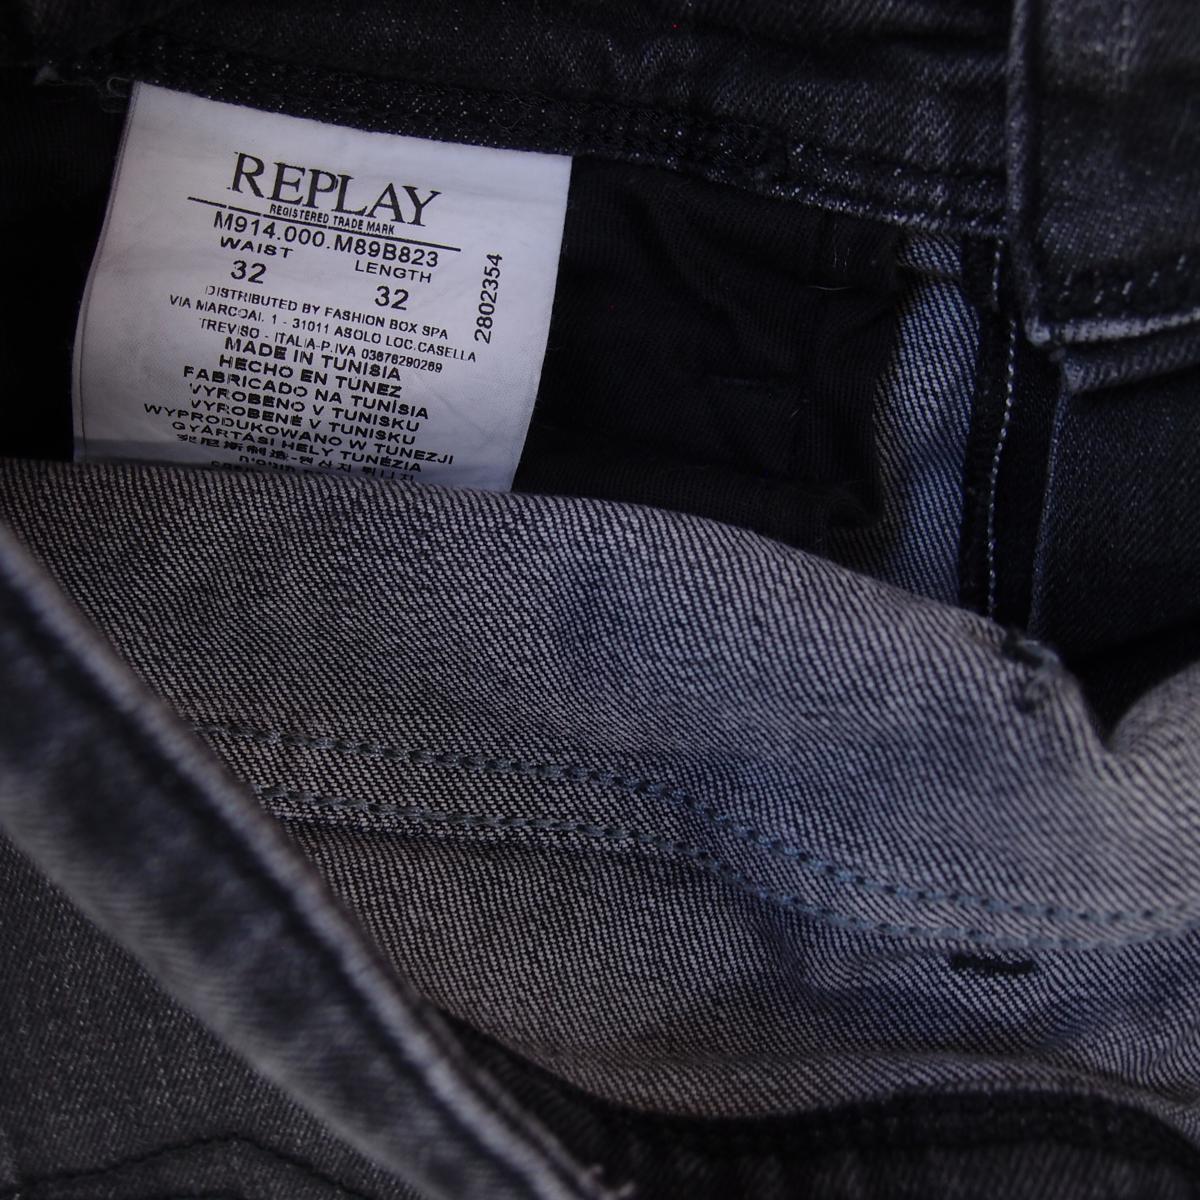 REPLAY
REGISTERED TRADE MARK
M914.000.M89B823
WAIST LENGTH
32 32
2802354
DISTRIBUTED BY FASHION BOX SPA
VIA MARCOAI. 1 - 31011 ASOLO LOC.CASELLA
TREVISO - ITALIA-P.IVA 03676290269
MADE IN TUNISIA
HECHO EN TÚNEZ
FABRICADO NA TUNÍSIA
VYROBENO V TUNISKU
VYROBENÉ V TUNISKU
WYPRODUKOWANO W TUNEZJI
GYÁRTÁSI HELY TUNÉZIA